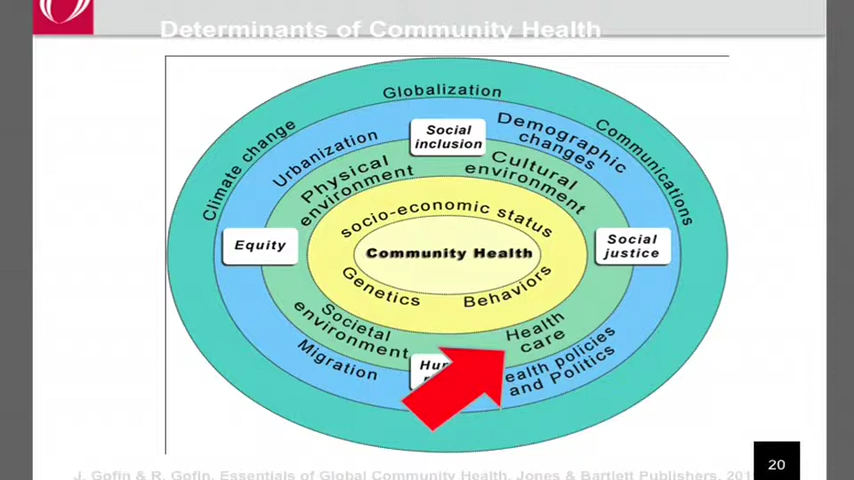 Determinants of Community Health
Globalization
Climate change
Communications
Urbanization
Social
inclusion
Demographic
changes
Physical
environment
Cultural
environment
socio-economic status
Equity
Community Health
Social
justice
Genetics
Behaviors
Societal
environment
Health
care
Migration
ealth policies
and Politics
J. Gofin & R. Gofin, Essentials of Global Community Health, Jones & Bartlett Publishers,
20